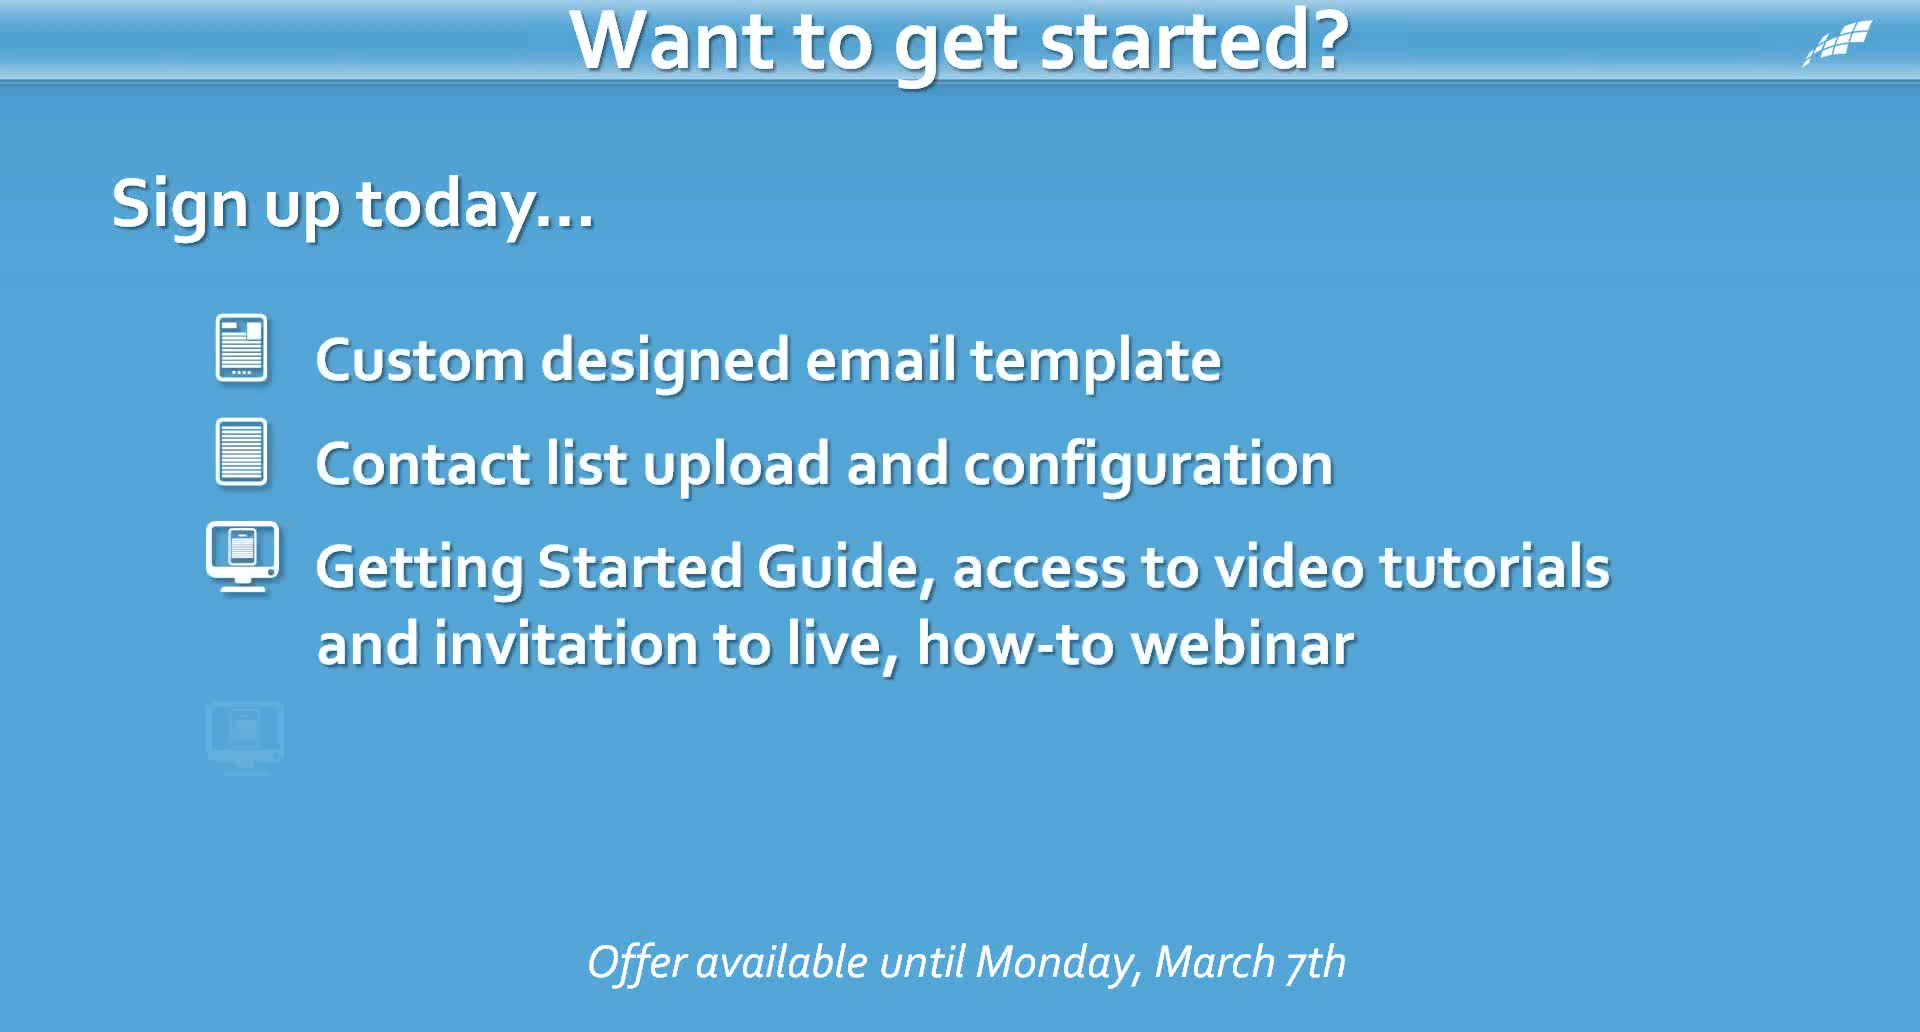 Want to get started?
Sign up today...
Custom designed email template
Contact list upload and configuration
Getting Started Guide, access to video tutorials
and invitation to live, how-to webinar
Offer available until Monday, March 7th